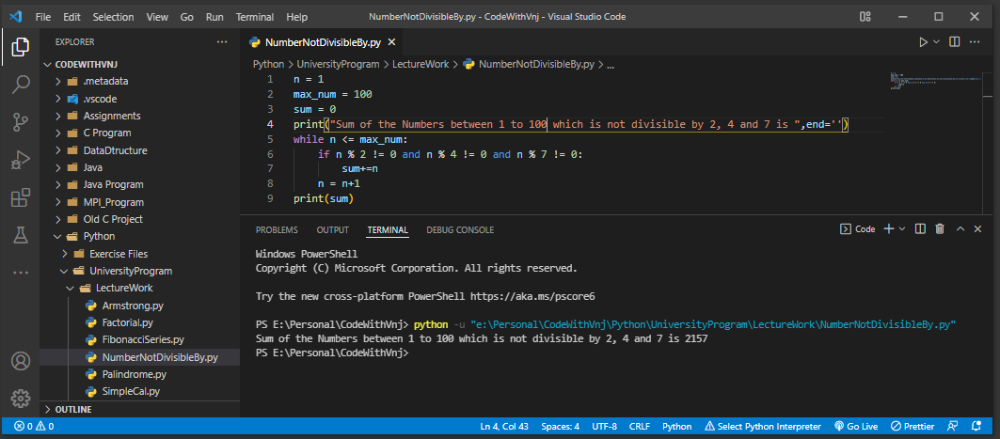 File Edit Selection View Go Run Terminal Help NumberNotDivisibleBy.py - CodeWithVnj - Visual Studio Code
EXPLORER
CODEWITHVNJ
.metadata
.vscode
Assignments
C Program
DataDtructure
Java
Java Program
MPI_Program
Old C Project
Python
Exercise Files
UniversityProgram
LectureWork
Armstrong.py
Factorial.py
FibonacciSeries.py
NumberNotDivisibleBy.py
Palindrome.py
SimpleCal.py
OUTLINE
NumberNotDivisibleBy.py
Python > UniversityProgram > LectureWork > NumberNotDivisibleBy.py > ...
1 n = 1
2 max_num = 100
3 sum = 0
4 print("Sum of the Numbers between 1 to 100 which is not divisible by 2, 4 and 7 is ",end='')
5 while n <= max_num:
6 if n % 2 != 0 and n % 4 != 0 and n % 7 != 0:
7 sum+=n
8 n = n+1
9 print(sum)
PROBLEMS OUTPUT TERMINAL DEBUG CONSOLE Code
Windows PowerShell
Copyright (C) Microsoft Corporation. All rights reserved.
Try the new cross-platform PowerShell https://aka.ms/pscore6
PS E:\Personal\CodeWithVnj> python -u "e:\Personal\CodeWithVnj\Python\UniversityProgram\LectureWork\NumberNotDivisibleBy.py"
Sum of the Numbers between 1 to 100 which is not divisible by 2, 4 and 7 is 2157
PS E:\Personal\CodeWithVnj>
0 0 Ln 4, Col 43 Spaces: 4 UTF-8 CRLF Python Select Python Interpreter Go Live Prettier